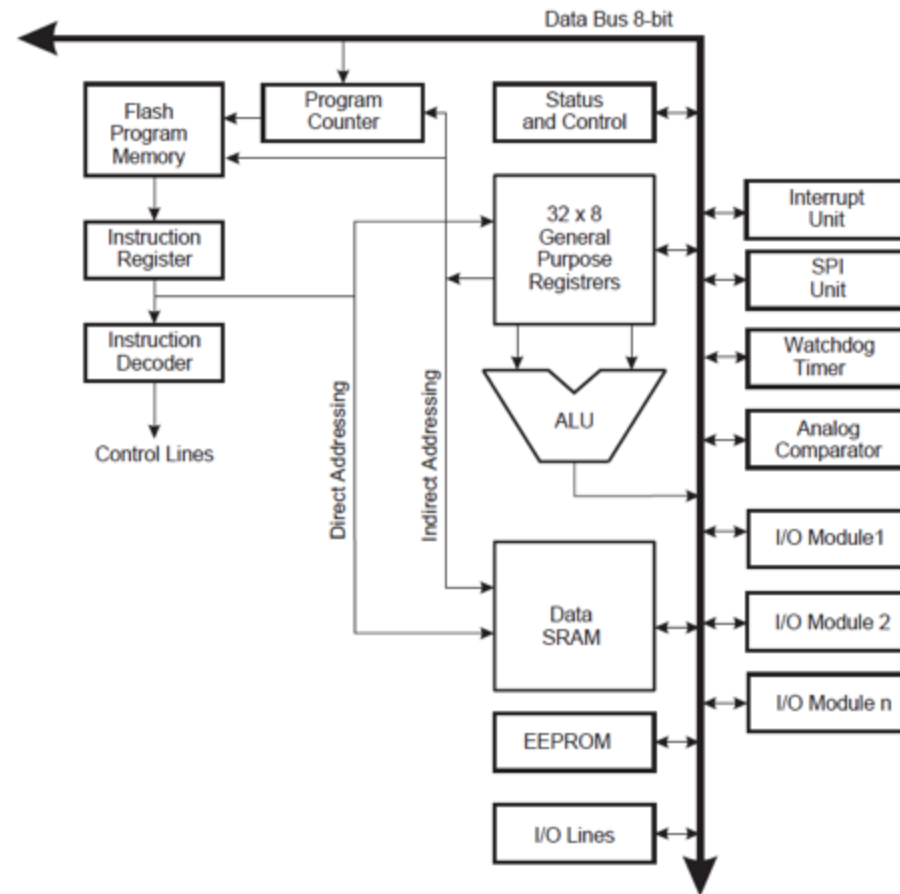 Data Bus 8-bit
Flash
Program
Memory
Program
Counter
Status
and Control
32 x 8
General
Purpose
Registrers
Interrupt
Unit
Instruction
Register
SPI
Unit
Instruction
Decoder
Watchdog
Timer
Direct Addressing
Indirect Addressing
ALU
Analog
Comparator
Control Lines
I/O Module1
Data
SRAM
I/O Module 2
I/O Module n
EEPROM
I/O Lines